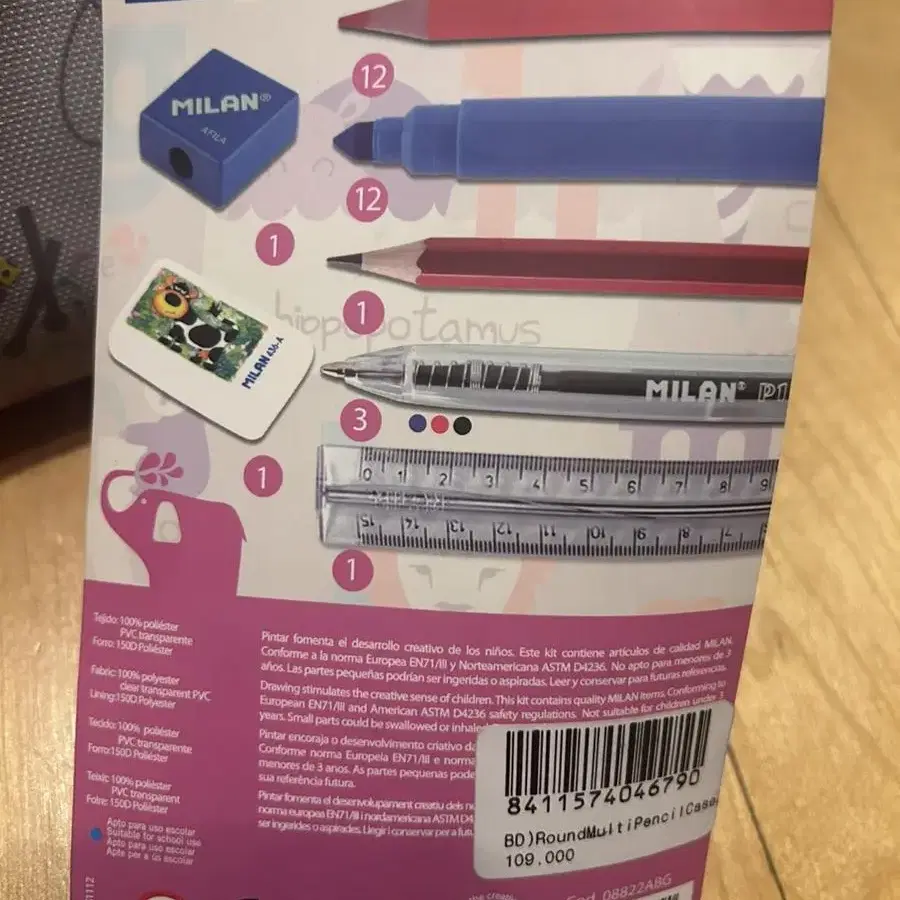 12
MILAN®
AFILA
12
1
1
hippopotamus
MILAN 436-A
MILAN® P1
3
1
0 1 2 3 4 5 6 7 8 9
15 14 13 12 11 10 9 8 7
1
Tejido: 100% poliéster
PVC transparente
Forro: 150D Poliéster
Fabric: 100% polyester
clear transparent PVC
Lining: 150D Polyester
Tecido: 100% poliéster
PVC transparente
Forro: 150D Poliéster
Teixit: 100% poliéster
PVC transparent
Folre: 150D Poliéster
Apto para uso escolar
Suitable for school use
Apto para uso escolar
Apte per a ús escolar
1112
Pintar fomenta el desarrollo creativo de los niños. Este kit contiene artículos de calidad MILAN.
Conforme a la norma Europea EN71/III y Norteamericana ASTM D4236. No apto para menores de 3
años. Las partes pequeñas podrían ser ingeridas o aspiradas. Leer y conservar para futuras referencias.
Drawing stimulates the creative sense of children. This kit contains quality MILAN items. Conforming to
European EN71/III and American ASTM D4236 safety regulations. Not suitable for children under 3
years. Small parts could be swallowed or inhaled
Pintar encoraja o desenvolvimento criativo da
Conforme norma Europeia EN71/III e norma
menores de 3 anos. As partes pequenas pode
sua referência futura.
Pintar fomenta el desenvolupament creatiu dels n
norma europea EN71/III i nordamericana ASTM D4
ser ingerides o aspirades. Llegir i conservar per a futu
8411574046790
BD)RoundMultiPencilCase
109.000
Cod. 08822ABG